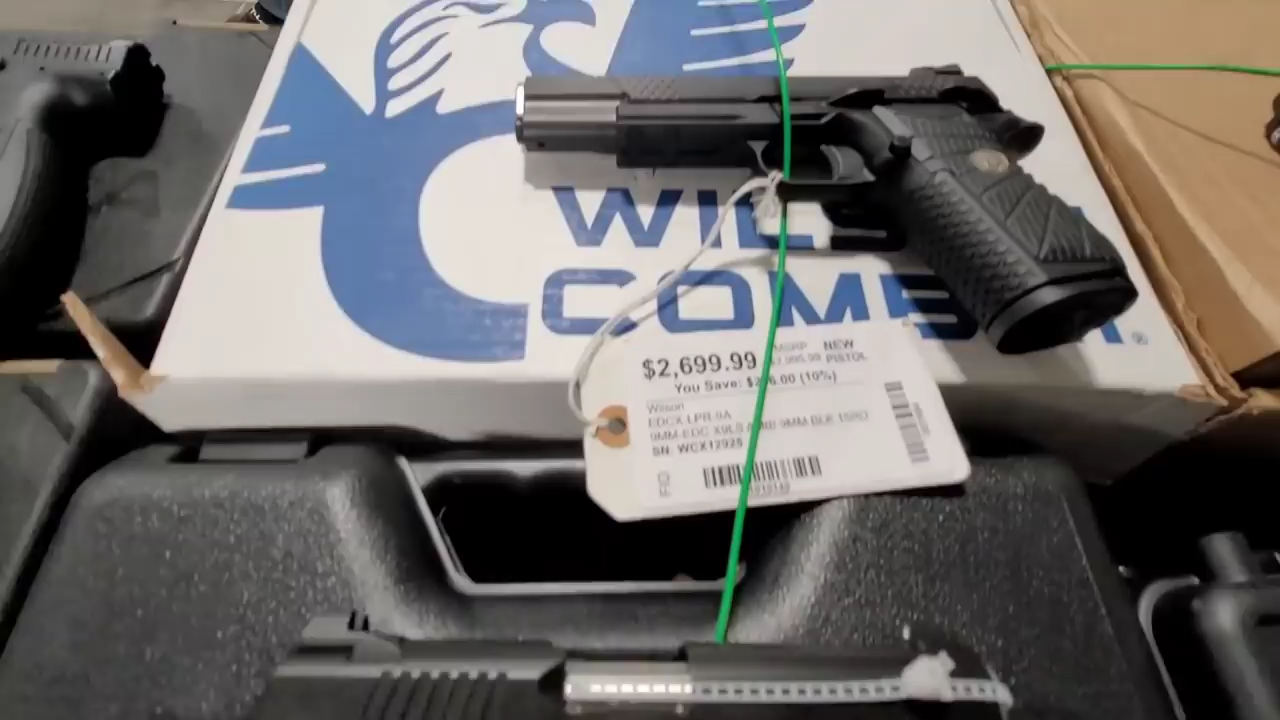 WIL
COMB
®
$2,699.99 MSRP NEW
PISTOL
You Save: (10%)
Wilson
EDCX LPR-9A
9MM-EDC X9LS 9MM BLK 15RD
SN. WCX12925